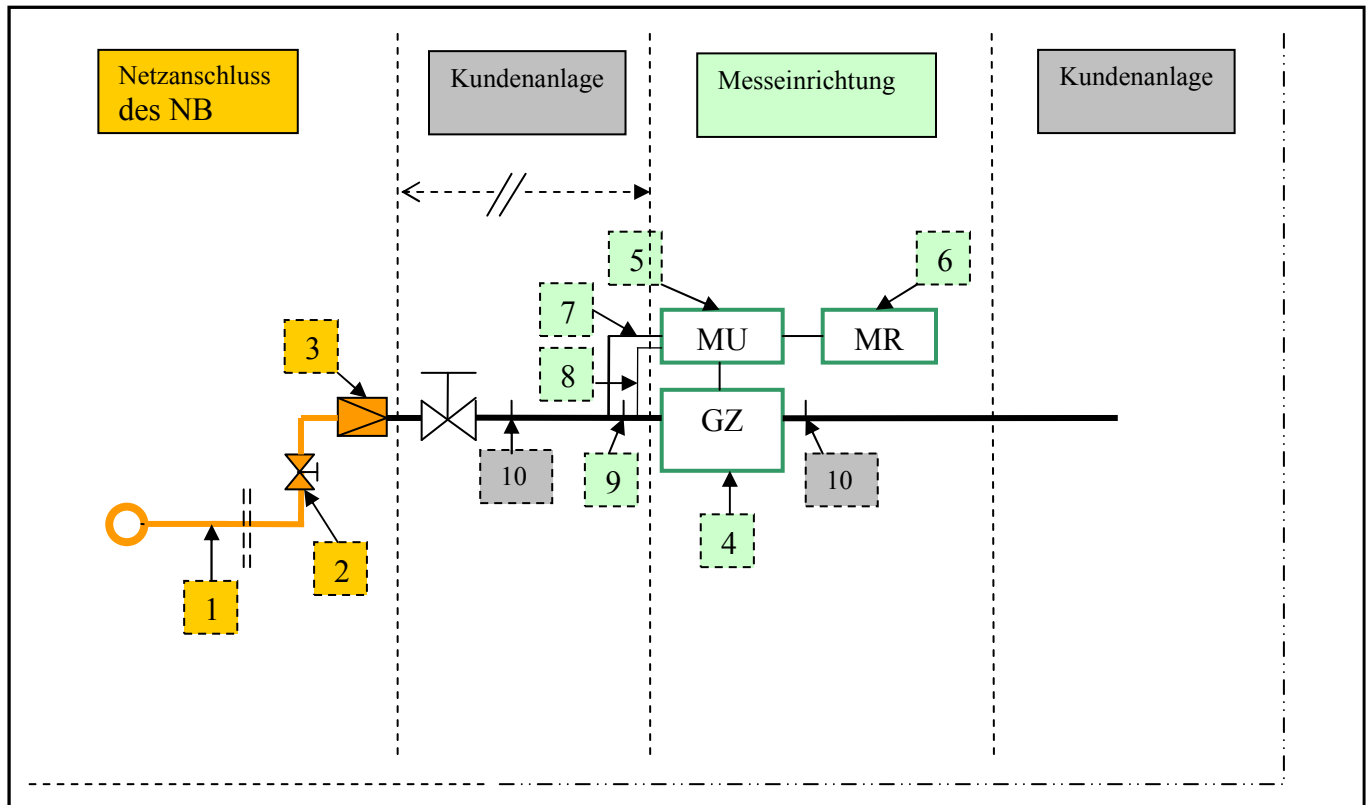 Netzanschluss
des NB
Kundenanlage
Messeinrichtung
Kundenanlage
5
6
7
MU
MR
3
8
GZ
10
9
10
4
2
1